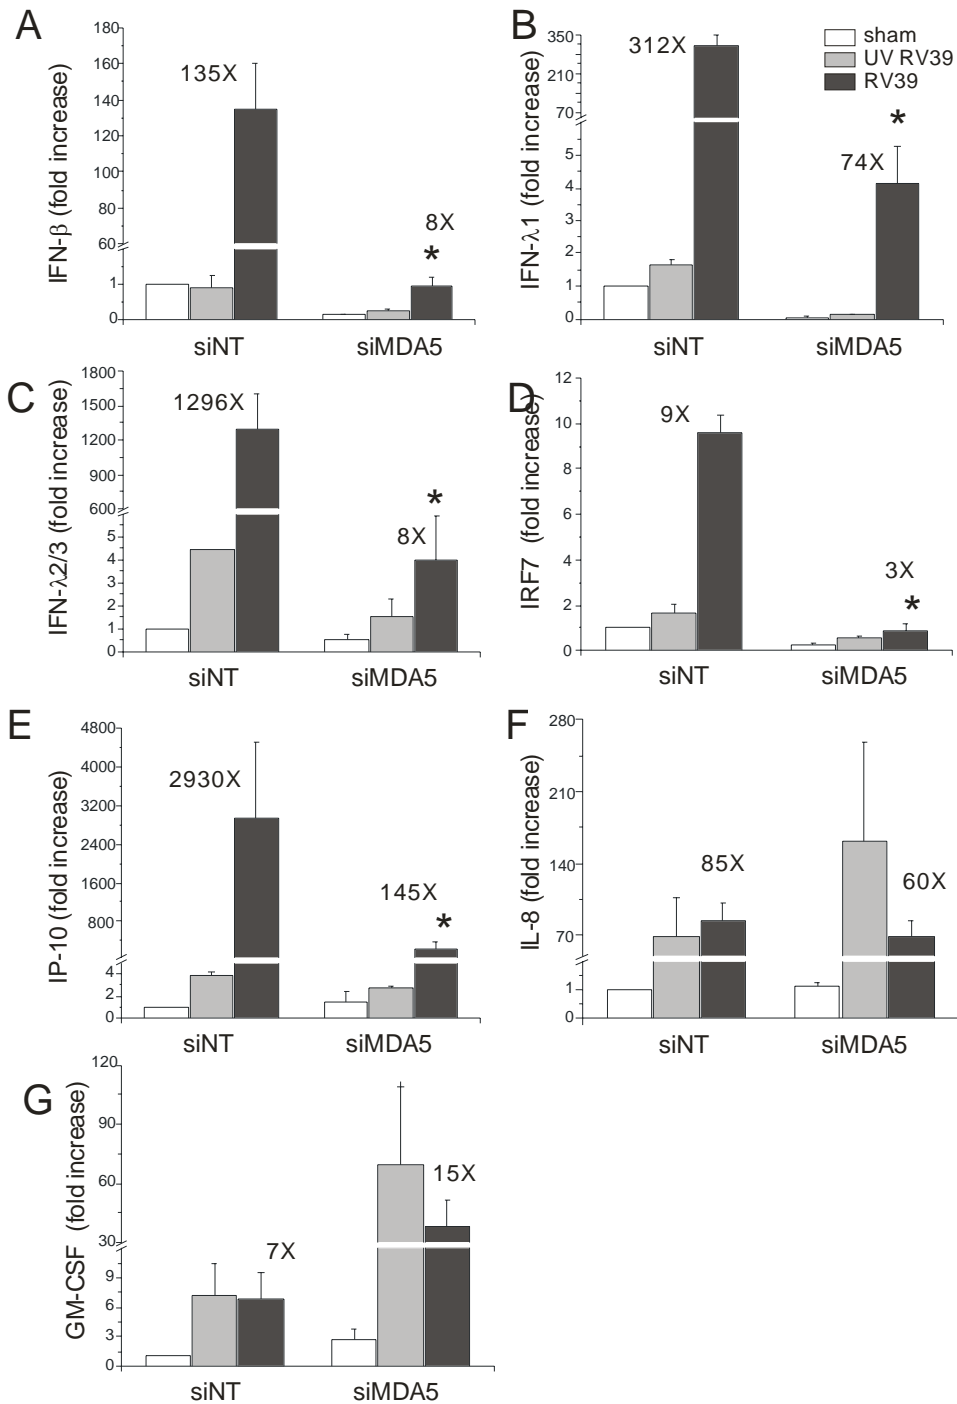 A
IFN-β (fold increase)
180
160
140
120
100
80
60
1
0
135X
8X
*
siNT
siMDA5
B
IFN-λ1 (fold increase)
350
210
70
5
4
3
2
1
0
312X
74X
*
sham
UV RV39
RV39
siNT
siMDA5
C
IFN-λ2/3 (fold increase)
1800
1500
1200
900
600
5
4
3
2
1
0
1296X
8X
*
siNT
siMDA5
D
IRF7 (fold increase)
12
10
8
6
4
2
0
9X
3X
*
siNT
siMDA5
E
IP-10 (fold increase)
4800
4000
3200
2400
1600
800
4
2
0
2930X
145X
*
siNT
siMDA5
F
IL-8 (fold increase)
280
210
140
70
1
0
85X
60X
siNT
siMDA5
G
GM-CSF (fold increase)
120
90
60
30
9
6
3
0
7X
15X
siNT
siMDA5